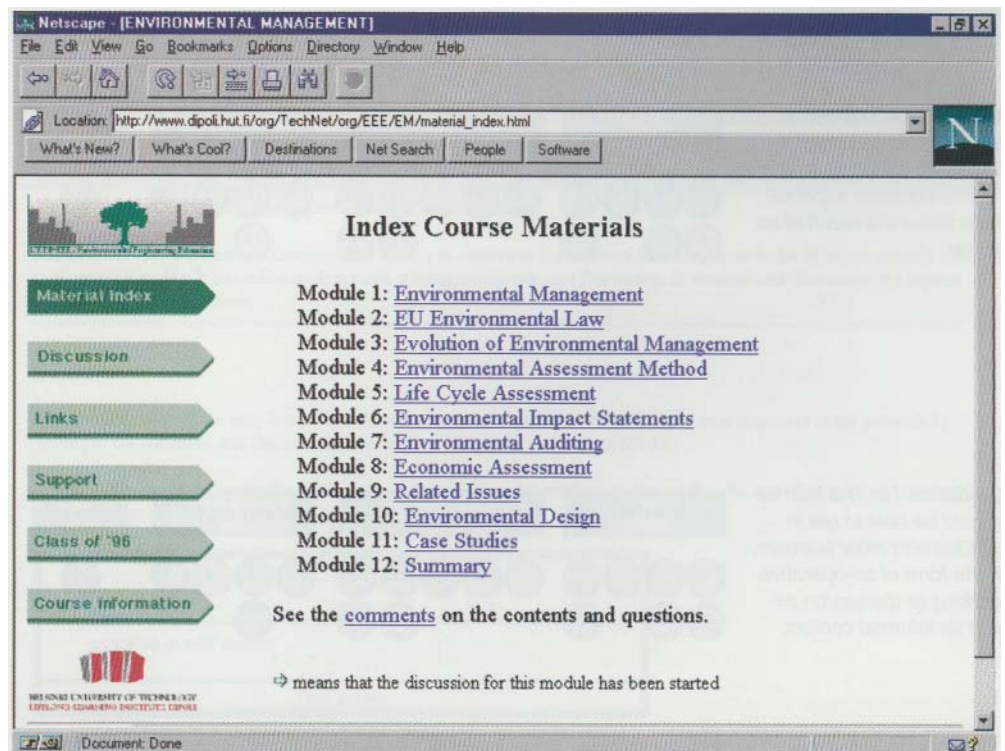 Netscape - [ENVIRONMENTAL MANAGEMENT]
File Edit View Go Bookmarks Options Directory Window Help
Location: http://www.dipoli.hut.fi/org/TechNet/org/EEE/EM/material_index.html
What's New? What's Cool? Destinations Net Search People Software
N
Index Course Materials
Material Index
Discussion
Links
Support
Class of '96
Course Information
Module 1: Environmental Management
Module 2: EU Environmental Law
Module 3: Evolution of Environmental Management
Module 4: Environmental Assessment Method
Module 5: Life Cycle Assessment
Module 6: Environmental Impact Statements
Module 7: Environmental Auditing
Module 8: Economic Assessment
Module 9: Related Issues
Module 10: Environmental Design
Module 11: Case Studies
Module 12: Summary
See the comments on the contents and questions.
means that the discussion for this module has been started
HELSINKI UNIVERSITY OF TECHNOLOGY
LIFELONG LEARNING INSTITUTE DIPOLI
Document: Done